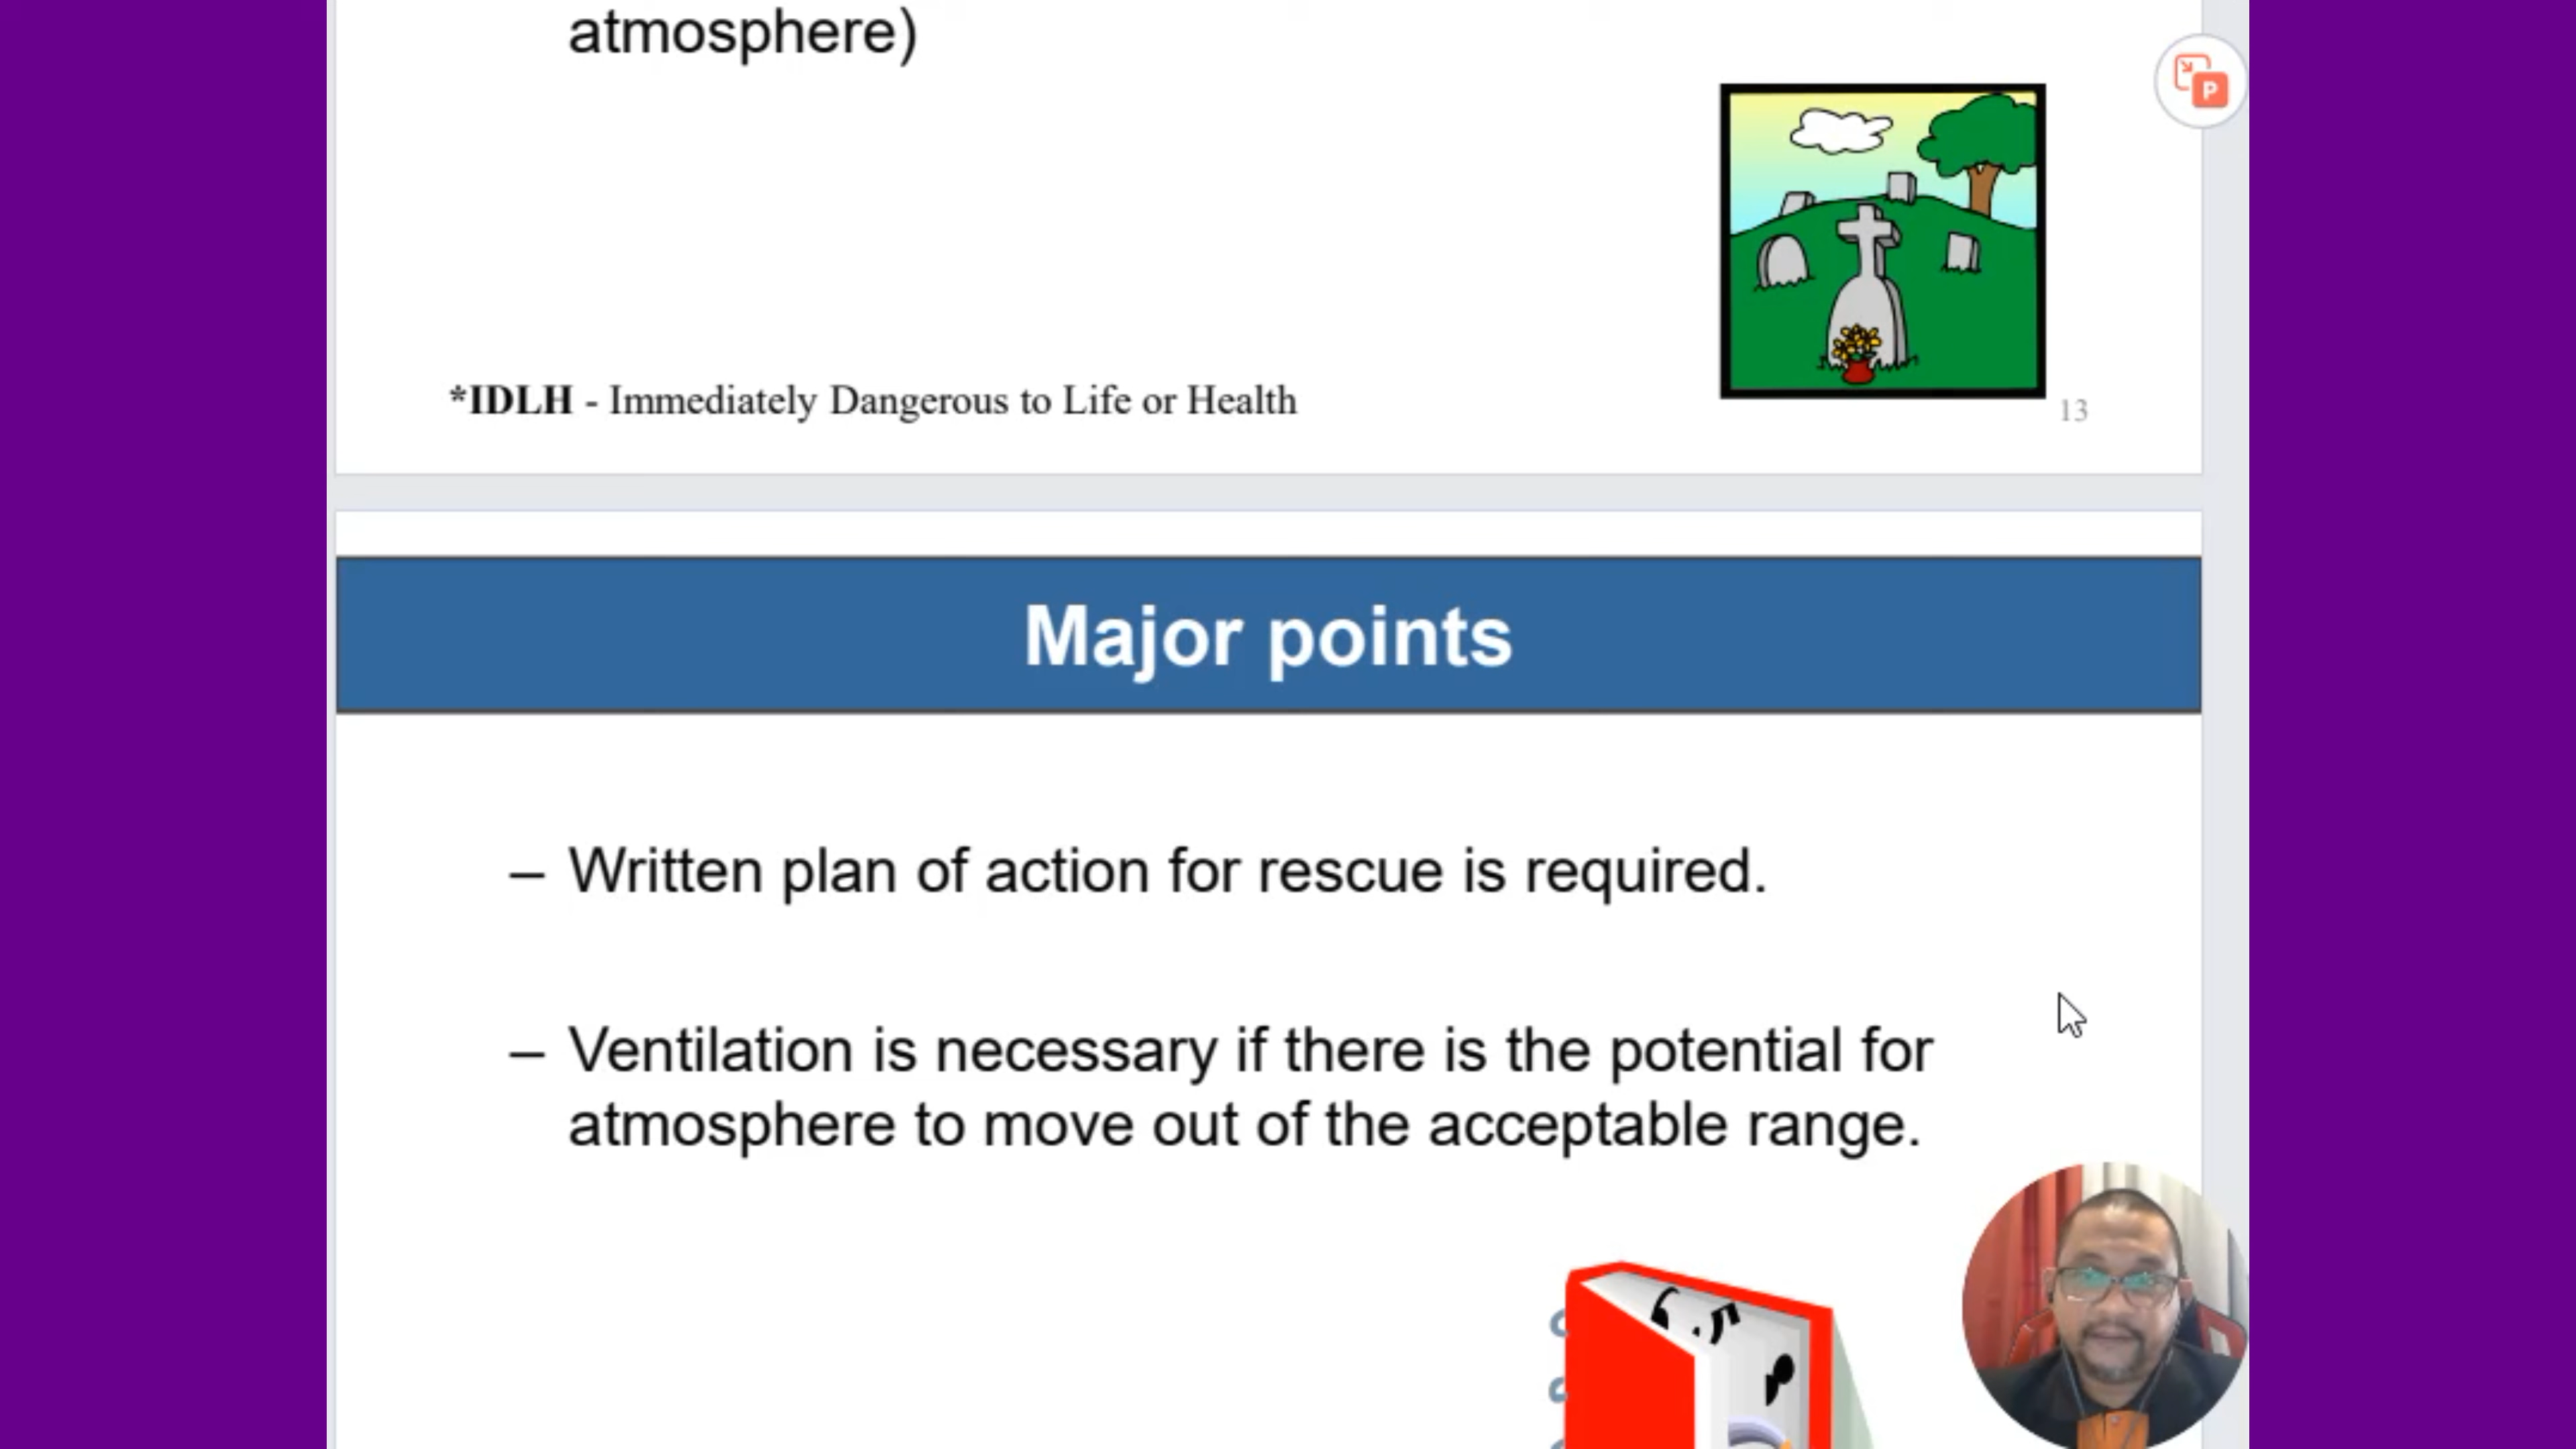 atmosphere)
P
*IDLH - Immediately Dangerous to Life or Health
13
Major points
– Written plan of action for rescue is required.
– Ventilation is necessary if there is the potential for
atmosphere to move out of the acceptable range.